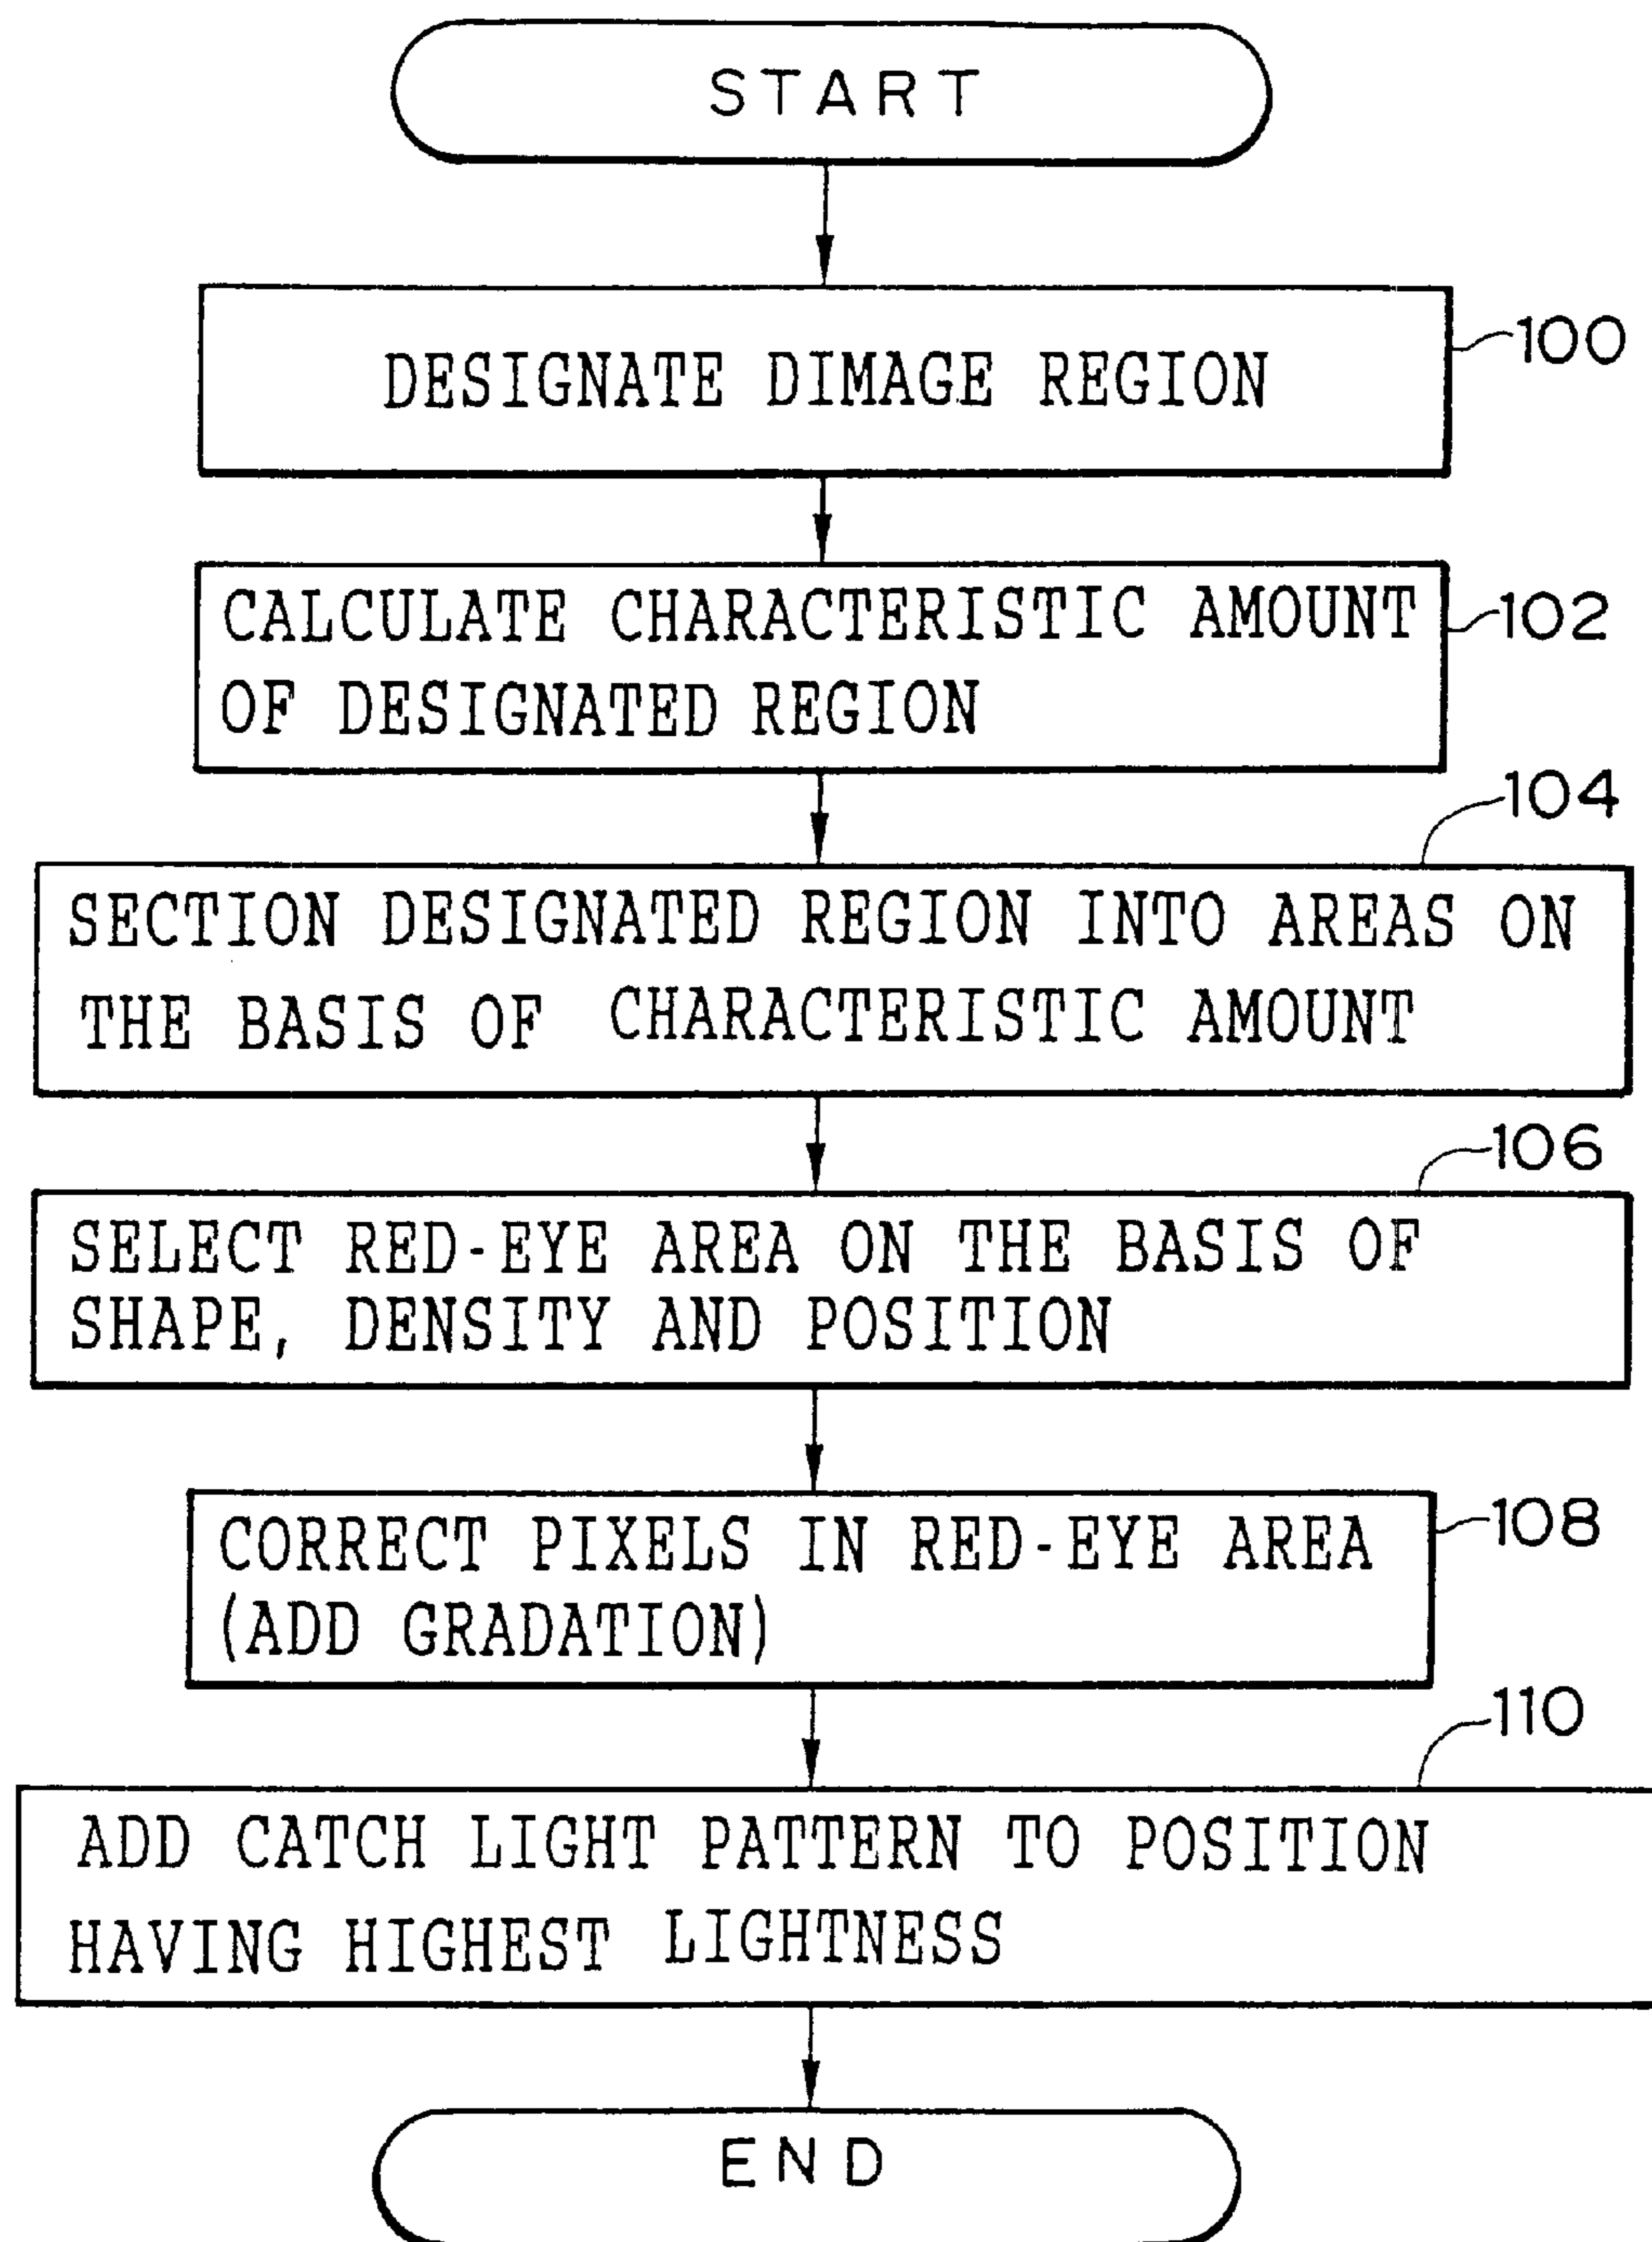 START
DESIGNATE DIMAGE REGION
100
CALCULATE CHARACTERISTIC AMOUNT
OF DESIGNATED REGION
102
104
SECTION DESIGNATED REGION INTO AREAS ON
THE BASIS OF CHARACTERISTIC AMOUNT
106
SELECT RED-EYE AREA ON THE BASIS OF
SHAPE, DENSITY AND POSITION
CORRECT PIXELS IN RED-EYE AREA
(ADD GRADATION)
108
110
ADD CATCH LIGHT PATTERN TO POSITION
HAVING HIGHEST LIGHTNESS
END